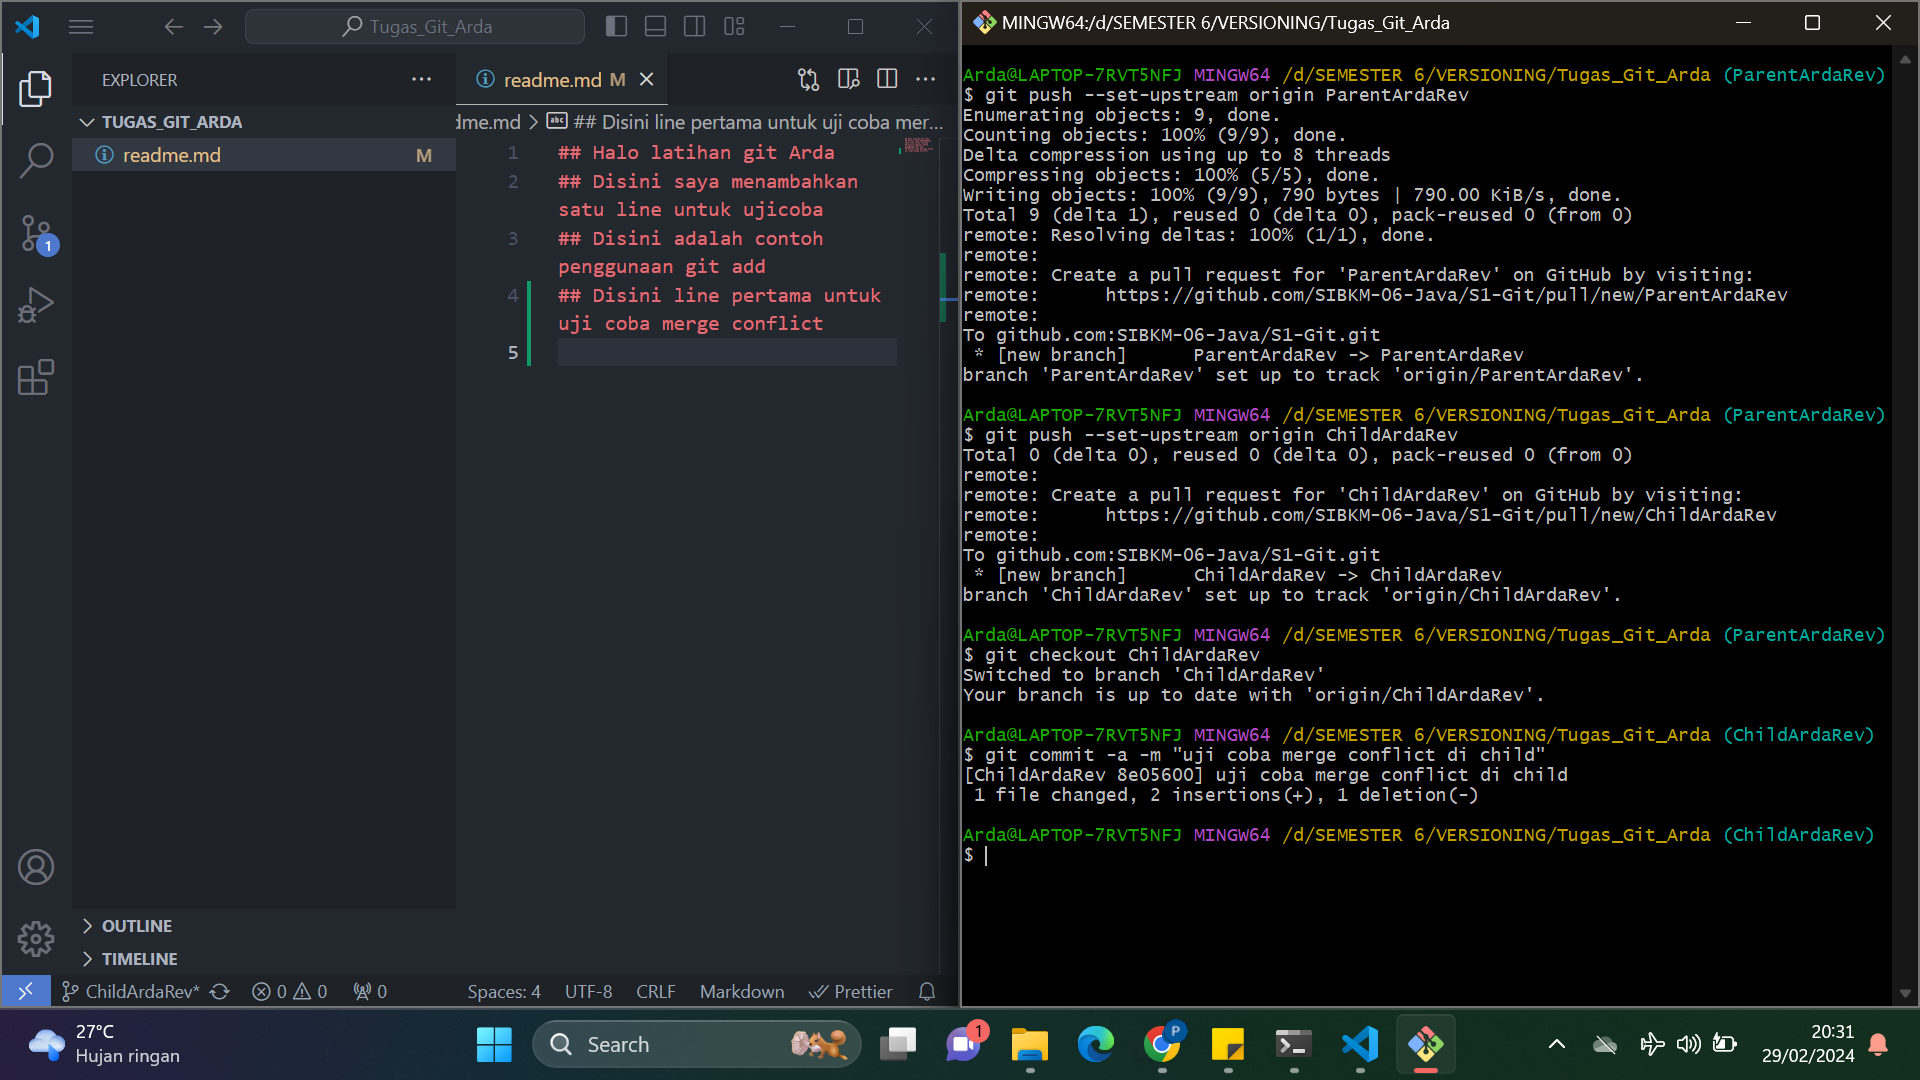 Tugas_Git_Arda
EXPLORER
TUGAS_GIT_ARDA
readme.md M
1
readme.md M
dme.md > ## Disini line pertama untuk uji coba mer...
1 ## Halo latihan git Arda
2 ## Disini saya menambahkan
satu line untuk ujicoba
3 ## Disini adalah contoh
penggunaan git add
4 ## Disini line pertama untuk
uji coba merge conflict
5
OUTLINE
TIMELINE
ChildArdaRev* 0 0 0 Spaces: 4 UTF-8 CRLF Markdown Prettier
MINGW64:/d/SEMESTER 6/VERSIONING/Tugas_Git_Arda
Arda@LAPTOP-7RVT5NFJ MINGW64 /d/SEMESTER 6/VERSIONING/Tugas_Git_Arda (ParentArdaRev)
$ git push --set-upstream origin ParentArdaRev
Enumerating objects: 9, done.
Counting objects: 100% (9/9), done.
Delta compression using up to 8 threads
Compressing objects: 100% (5/5), done.
Writing objects: 100% (9/9), 790 bytes | 790.00 KiB/s, done.
Total 9 (delta 1), reused 0 (delta 0), pack-reused 0 (from 0)
remote: Resolving deltas: 100% (1/1), done.
remote:
remote: Create a pull request for 'ParentArdaRev' on GitHub by visiting:
remote:      https://github.com/SIBKM-06-Java/S1-Git/pull/new/ParentArdaRev
remote:
To github.com:SIBKM-06-Java/S1-Git.git
 * [new branch]      ParentArdaRev -> ParentArdaRev
branch 'ParentArdaRev' set up to track 'origin/ParentArdaRev'.
Arda@LAPTOP-7RVT5NFJ MINGW64 /d/SEMESTER 6/VERSIONING/Tugas_Git_Arda (ParentArdaRev)
$ git push --set-upstream origin ChildArdaRev
Total 0 (delta 0), reused 0 (delta 0), pack-reused 0 (from 0)
remote:
remote: Create a pull request for 'ChildArdaRev' on GitHub by visiting:
remote:      https://github.com/SIBKM-06-Java/S1-Git/pull/new/ChildArdaRev
remote:
To github.com:SIBKM-06-Java/S1-Git.git
 * [new branch]      ChildArdaRev -> ChildArdaRev
branch 'ChildArdaRev' set up to track 'origin/ChildArdaRev'.
Arda@LAPTOP-7RVT5NFJ MINGW64 /d/SEMESTER 6/VERSIONING/Tugas_Git_Arda (ParentArdaRev)
$ git checkout ChildArdaRev
Switched to branch 'ChildArdaRev'
Your branch is up to date with 'origin/ChildArdaRev'.
Arda@LAPTOP-7RVT5NFJ MINGW64 /d/SEMESTER 6/VERSIONING/Tugas_Git_Arda (ChildArdaRev)
$ git commit -a -m "uji coba merge conflict di child"
[ChildArdaRev 8e05600] uji coba merge conflict di child
 1 file changed, 2 insertions(+), 1 deletion(-)
Arda@LAPTOP-7RVT5NFJ MINGW64 /d/SEMESTER 6/VERSIONING/Tugas_Git_Arda (ChildArdaRev)
$
27°C
Hujan ringan
Search
1
P
20:31
29/02/2024